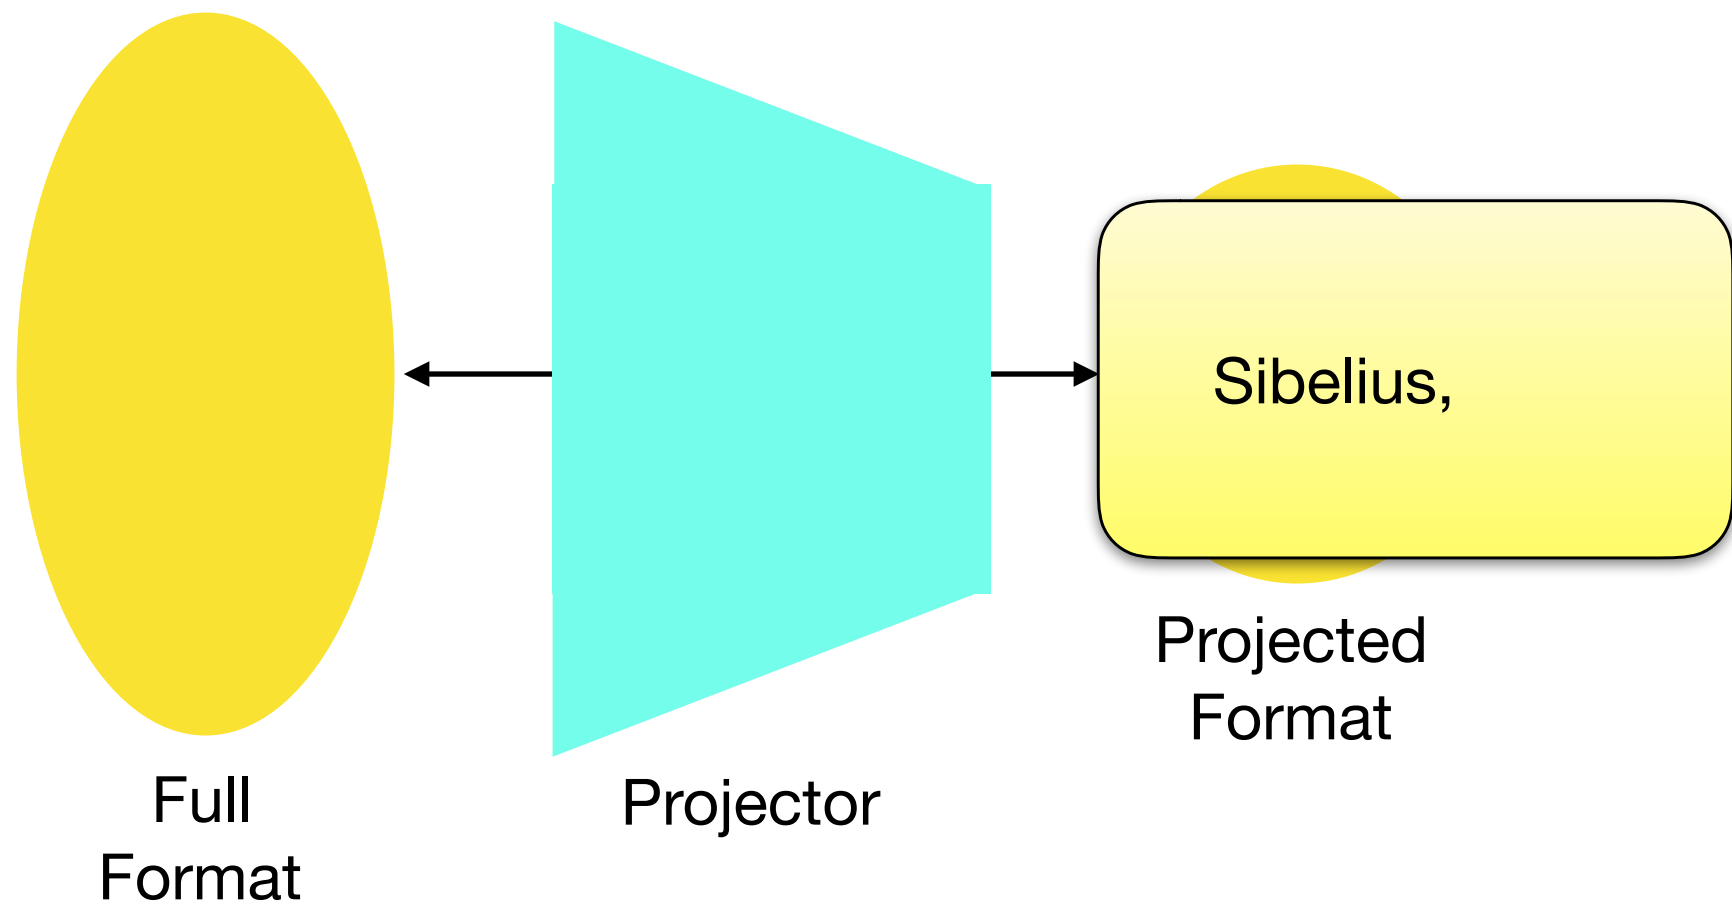 Sibelius,
Projected
Format
Full
Format
Projector